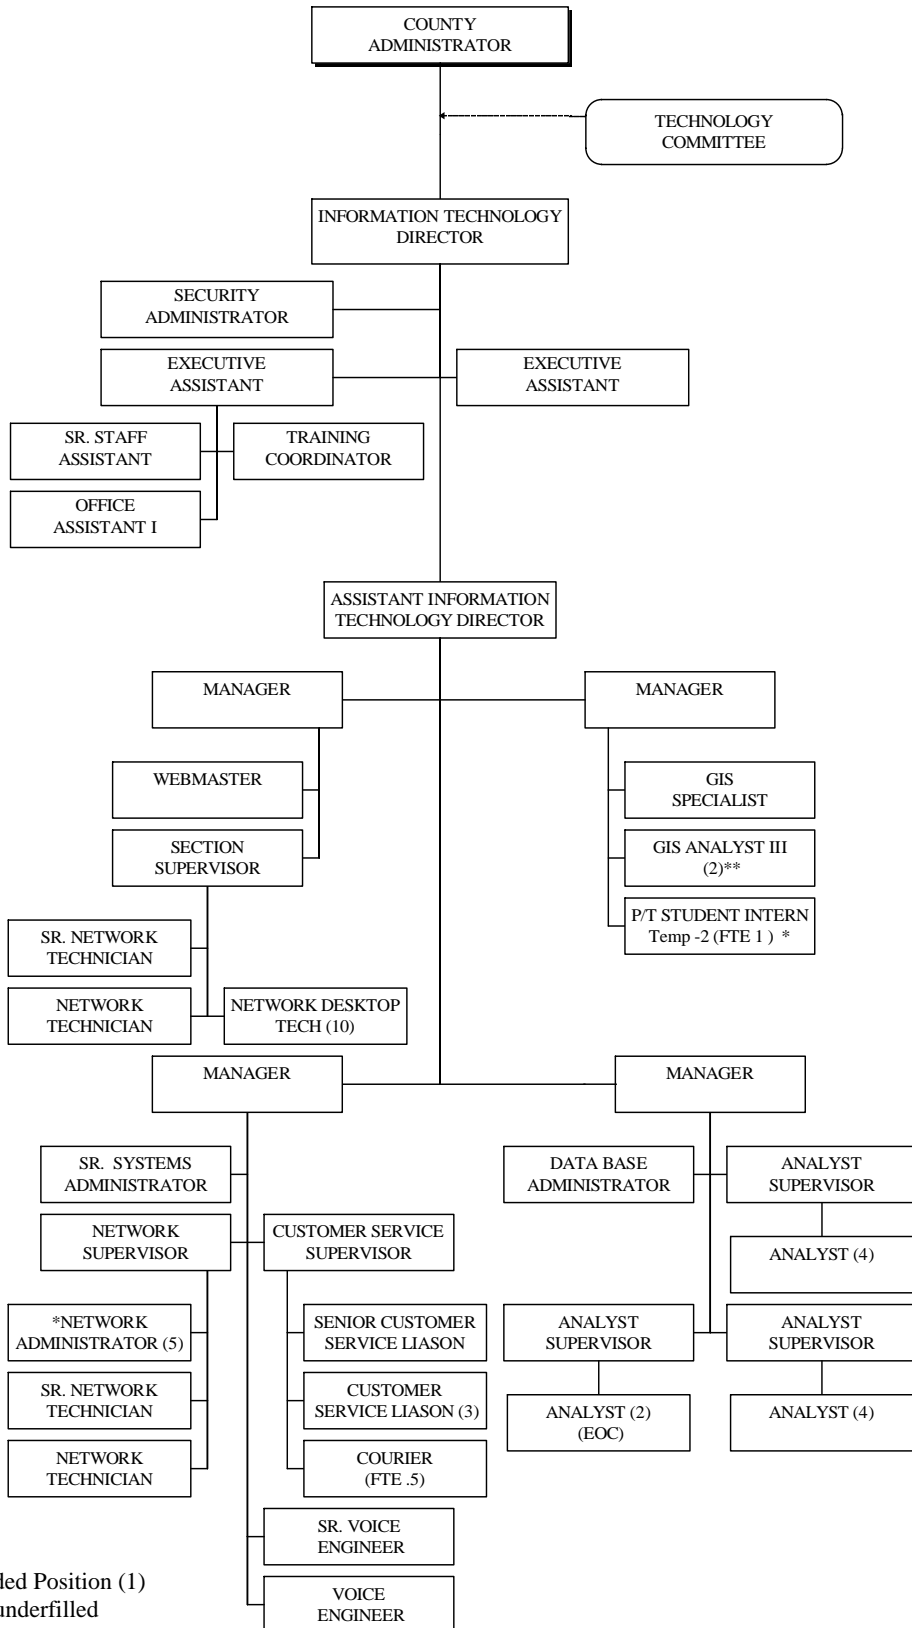 COUNTY
ADMINISTRATOR
TECHNOLOGY
COMMITTEE
INFORMATION TECHNOLOGY
DIRECTOR
SECURITY
ADMINISTRATOR
EXECUTIVE
ASSISTANT
EXECUTIVE
ASSISTANT
SR. STAFF
ASSISTANT
TRAINING
COORDINATOR
OFFICE
ASSISTANT I
ASSISTANT INFORMATION
TECHNOLOGY DIRECTOR
MANAGER
WEBMASTER
SECTION
SUPERVISOR
SR. NETWORK
TECHNICIAN
NETWORK
TECHNICIAN
NETWORK DESKTOP
TECH (10)
MANAGER
GIS
SPECIALIST
GIS ANALYST III
(2)**
P/T STUDENT INTERN
Temp -2 (FTE 1 ) *
MANAGER
SR. SYSTEMS
ADMINISTRATOR
NETWORK
SUPERVISOR
*NETWORK
ADMINISTRATOR (5)
SR. NETWORK
TECHNICIAN
NETWORK
TECHNICIAN
CUSTOMER SERVICE
SUPERVISOR
SENIOR CUSTOMER
SERVICE LIASON
CUSTOMER
SERVICE LIASON (3)
COURIER
(FTE .5)
SR. VOICE
ENGINEER
VOICE
ENGINEER
MANAGER
DATA BASE
ADMINISTRATOR
ANALYST
SUPERVISOR
ANALYST (4)
ANALYST
SUPERVISOR
ANALYST (2)
(EOC)
ANALYST
SUPERVISOR
ANALYST (4)
Position (1)
underfilled